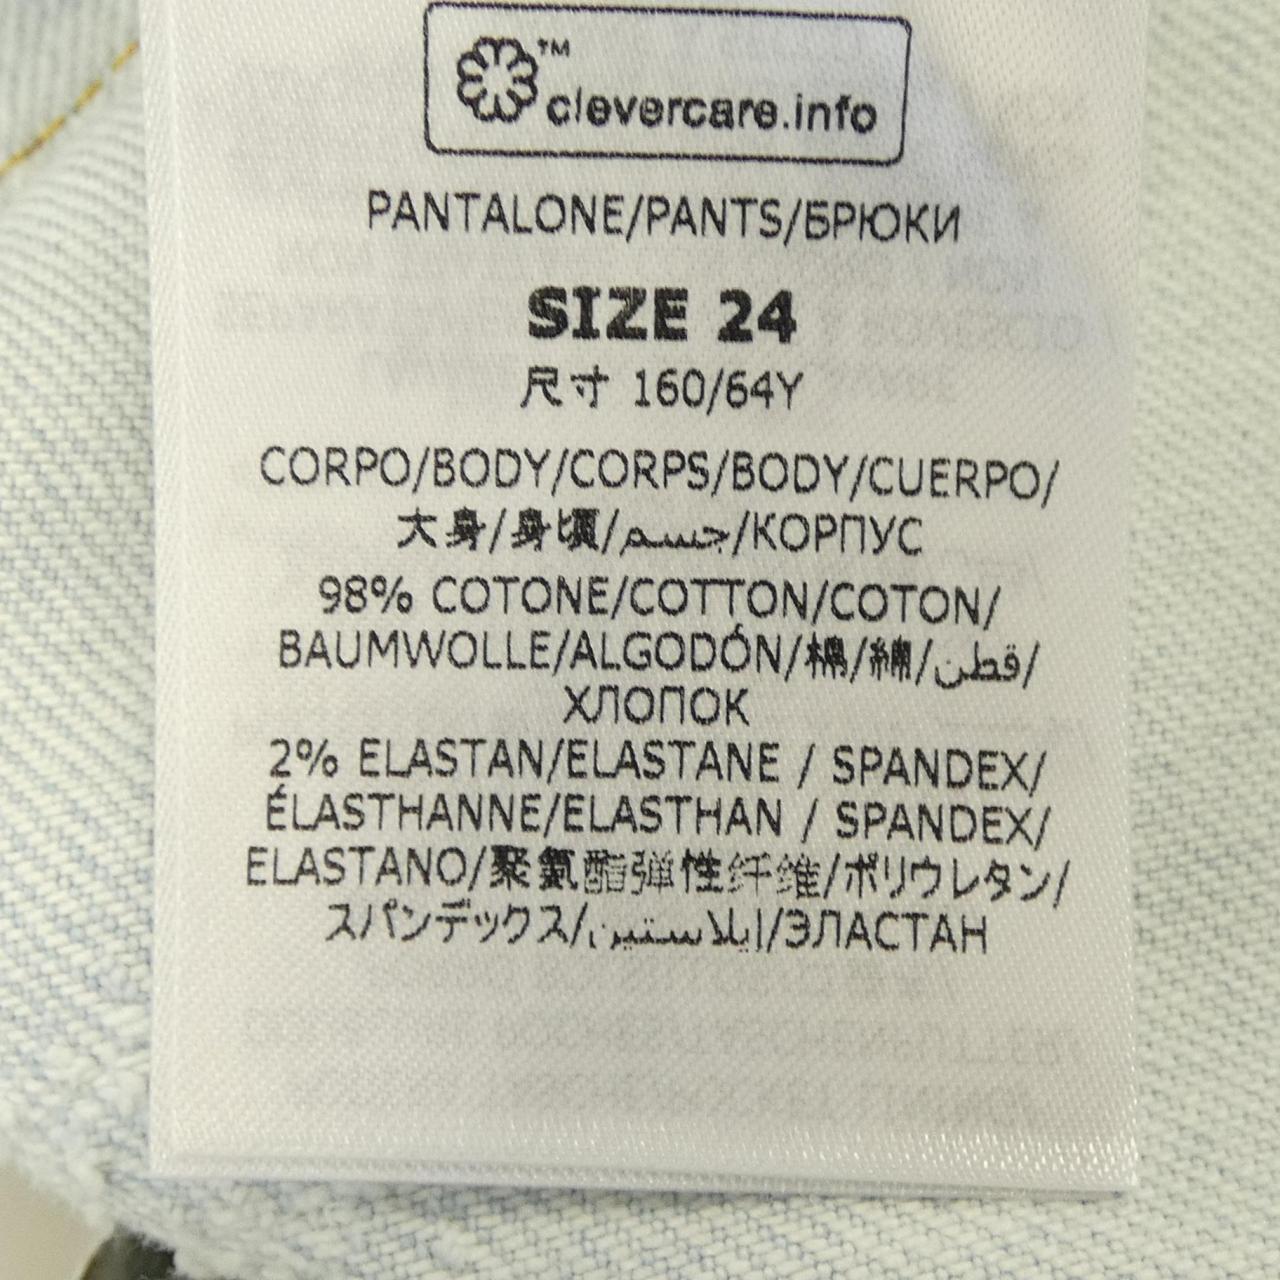 ™
clevercare.info
PANTALONE/PANTS/БРЮКИ
SIZE 24
尺寸 160/64Y
CORPO/BODY/CORPS/BODY/CUERPO/
大身/身頃/جسم/КОРПУС
98% COTONE/COTTON/COTON/
BAUMWOLLE/ALGODÓN/棉/綿/قطن/
ХЛОПОК
2% ELASTAN/ELASTANE / SPANDEX/
ÉLASTHANNE/ELASTHAN / SPANDEX/
ELASTANO/聚氨酯弹性纤维/ポリウレタン/
スパンデックス/ايلاستين/ЭЛАСТАН